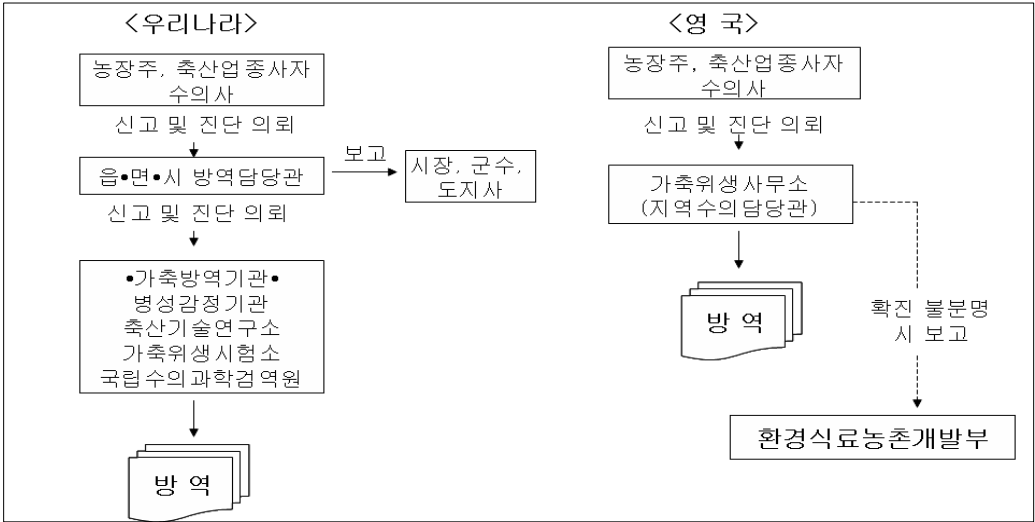 <우리나라>
농장주, 축산업종사자
수의사
신고 및 진단 의뢰
읍•면•시 방역담당관
보고
시장, 군수,
도지사
신고 및 진단 의뢰
•가축방역기관•
병성감정기관
축산기술연구소
가축위생시험소
국립수의과학검역원
방 역
<영 국>
농장주, 축산업종사자
수의사
신고 및 진단 의뢰
가축위생사무소
(지역수의담당관)
방 역
확진 불분명
시 보고
환경식료농촌개발부